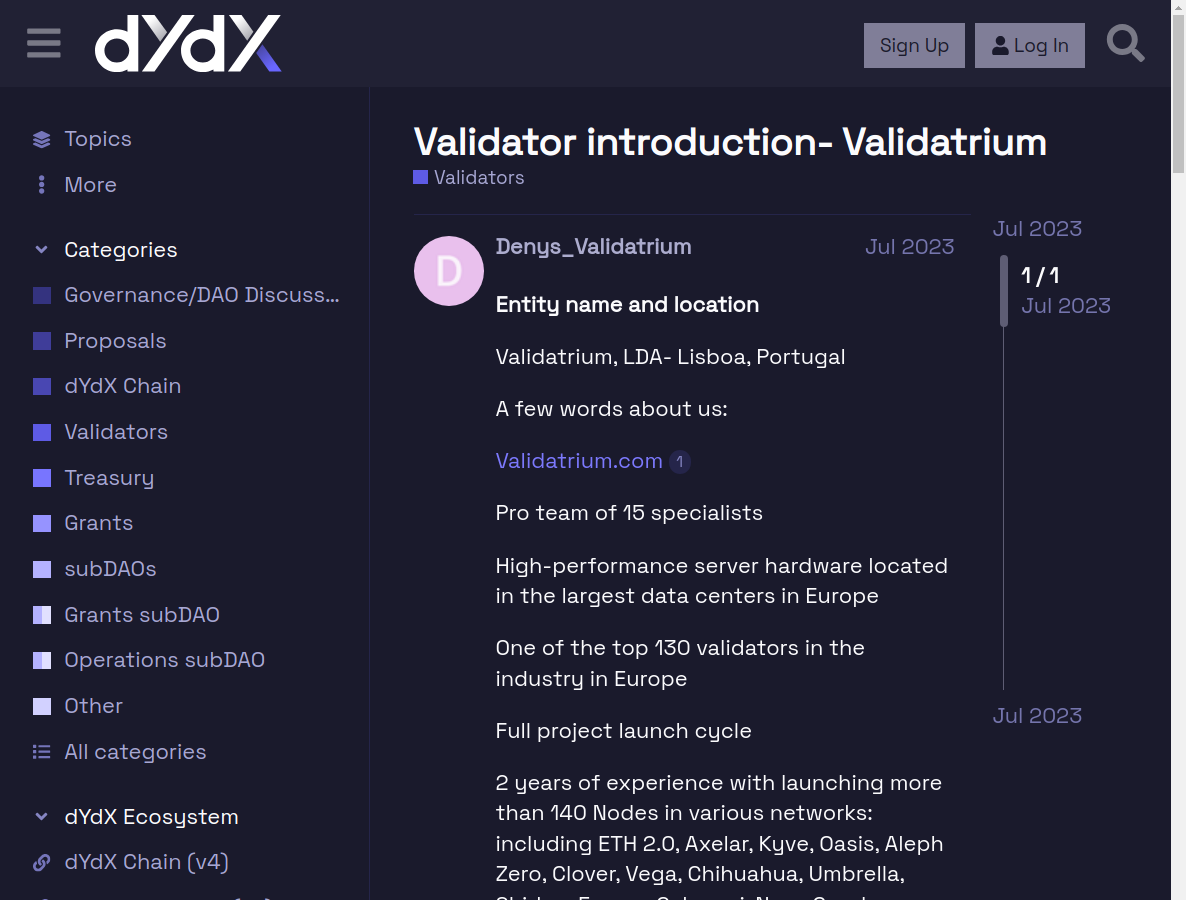 dYdX
Sign Up
Log In
Topics
More
Categories
Governance/DAO Discuss...
Proposals
dYdX Chain
Validators
Treasury
Grants
subDAOs
Grants subDAO
Operations subDAO
Other
All categories
dYdX Ecosystem
dYdX Chain (v4)
Validator introduction- Validatrium
Validators
D
Denys_Validatrium
Jul 2023
Entity name and location
Validatrium, LDA- Lisboa, Portugal
A few words about us:
Validatrium.com 1
Pro team of 15 specialists
High-performance server hardware located
in the largest data centers in Europe
One of the top 130 validators in the
industry in Europe
Full project launch cycle
2 years of experience with launching more
than 140 Nodes in various networks:
including ETH 2.0, Axelar, Kyve, Oasis, Aleph
Zero, Clover, Vega, Chihuahua, Umbrella,
Jul 2023
1 / 1
Jul 2023
Jul 2023